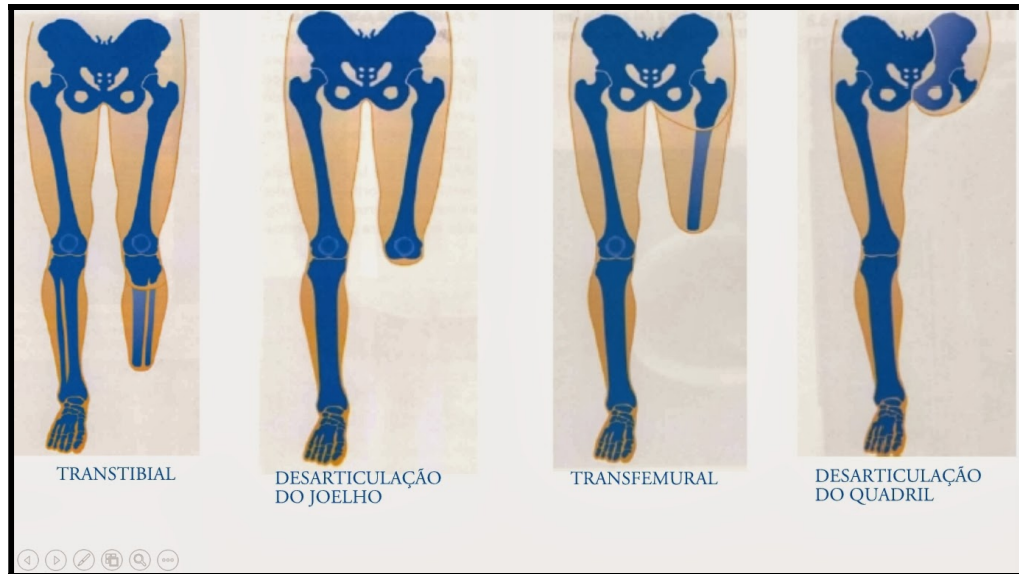 TRANSTIBIAL
DESARTICULAÇÃO
DO JOELHO
TRANSFEMURAL
DESARTICULAÇÃO
DO QUADRIL